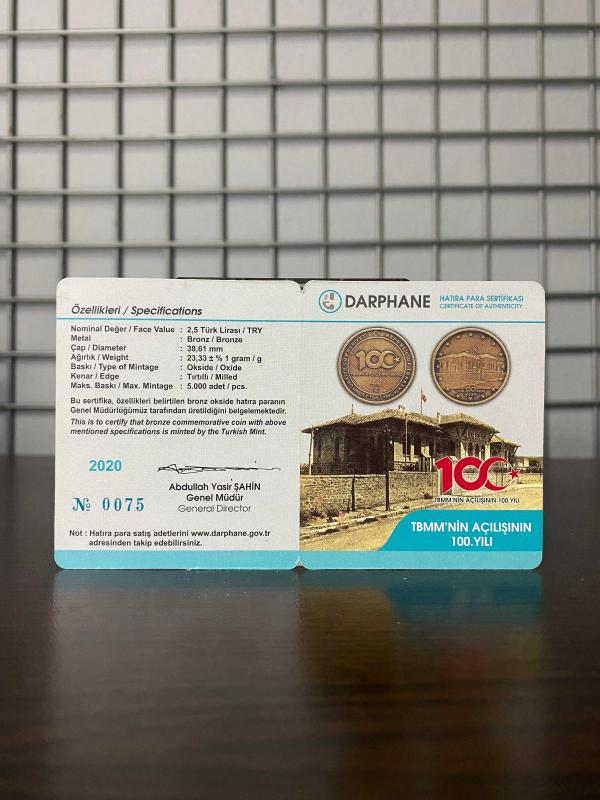 Özellikleri / Specifications
Nominal Değer / Face Value : 2,5 Türk Lirası / TRY
Metal : Bronz / Bronze
Çap / Diameter : 38,61 mm
Ağırlık / Weight : 23,33 ± % 1 gram / g
Baskı / Type of Mintage : Okside / Oxide
Kenar / Edge : Tırtıllı / Milled
Maks. Baskı / Max. Mintage : 5.000 adet / pcs.
Bu sertifika, özellikleri belirtilen bronz okside hatıra paranın
Genel Müdürlüğümüz tarafından üretildiğini belgelemektedir.
This is to certify that bronze commemorative coin with above
mentioned specifications is minted by the Turkish Mint.
2020
Abdullah Yasir ŞAHİN
Genel Müdür
General Director
№ 0075
Not : Hatıra para satış adetlerini www.darphane.gov.tr
adresinden takip edebilirsiniz.
DARPHANE
HATIRA PARA SERTİFİKASI
CERTIFICATE OF AUTHENTICITY
100
100
TBMM'NİN AÇILIŞININ 100.YILI
TBMM'NİN AÇILIŞININ
100.YILI